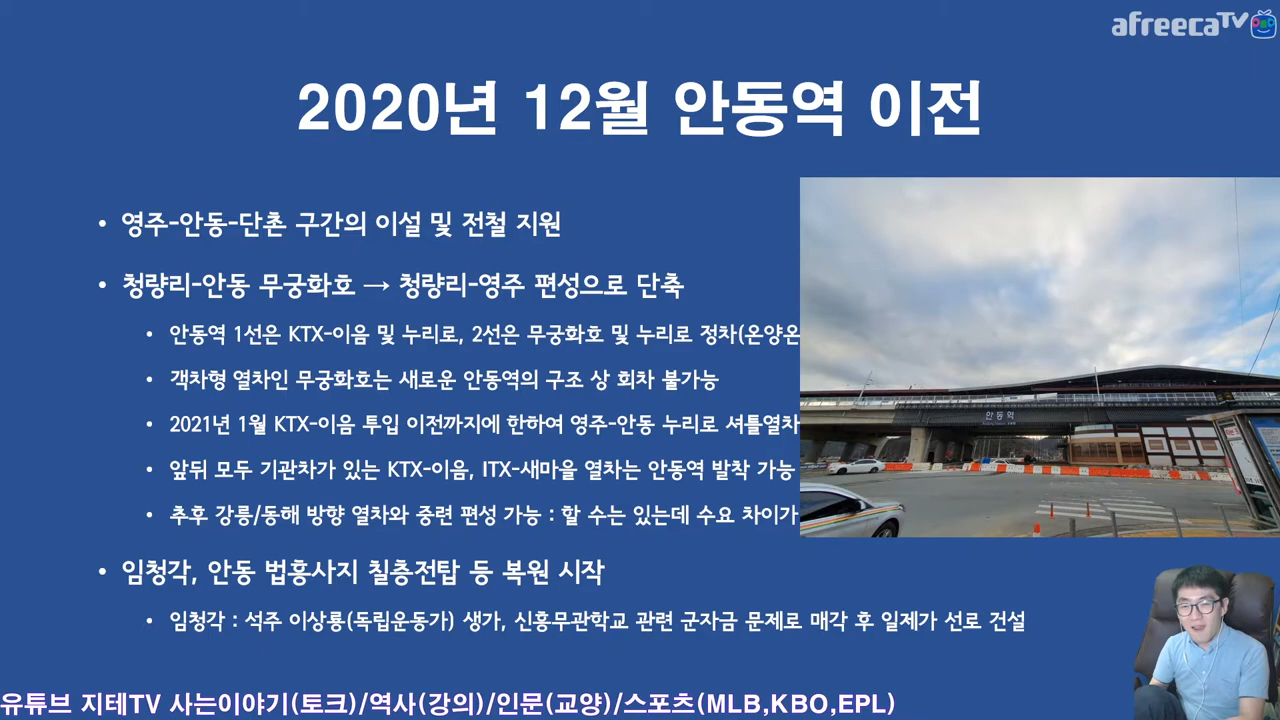 afreecaTV
2020년 12월 안동역 이전
• 영주-안동-단촌 구간의 이설 및 전철 지원
• 청량리-안동 무궁화호 → 청량리-영주 편성으로 단축
• 안동역 1선은 KTX-이음 및 누리로, 2선은 무궁화호 및 누리로 정차(온양온
• 객차형 열차인 무궁화호는 새로운 안동역의 구조 상 회차 불가능
• 2021년 1월 KTX-이음 투입 이전까지에 한하여 영주-안동 누리로 셔틀열차
• 앞뒤 모두 기관차가 있는 KTX-이음, ITX-새마을 열차는 안동역 발착 가능
• 추후 강릉/동해 방향 열차와 중련 편성 가능 : 할 수는 있는데 수요 차이가
안동역
• 임청각, 안동 법흥사지 칠층전탑 등 복원 시작
• 임청각 : 석주 이상룡(독립운동가) 생가, 신흥무관학교 관련 군자금 문제로 매각 후 일제가 선로 건설
유튜브 지테TV 사는이야기(토크)/역사(강의)/인문(교양)/스포츠(MLB,KBO,EPL)